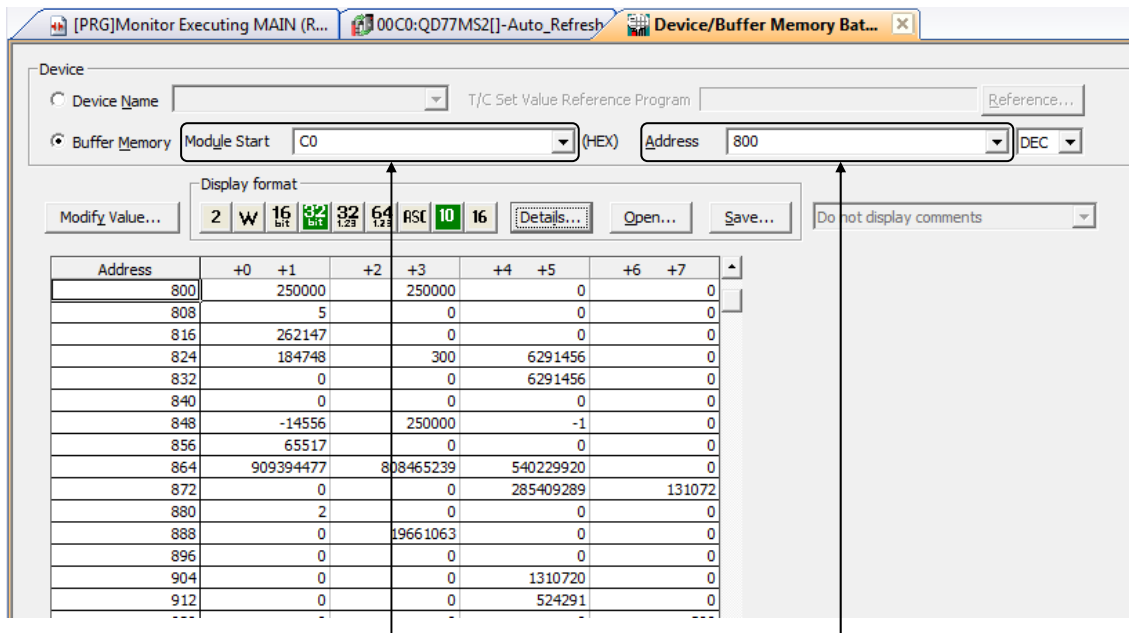 [PRG]Monitor Executing MAIN (R... 00C0:QD77MS2[]-Auto_Refresh Device/Buffer Memory Bat...
Device
Device Name T/C Set Value Reference Program Reference...
Buffer Memory Module Start C0 (HEX) Address 800 DEC
Display format
Modify Value... 2 W 16 bit 32 bit 32 1.23 64 1.23 ASC 10 16 Details... Open... Save... Do not display comments
Address +0 +1 +2 +3 +4 +5 +6 +7
800 250000 250000 0 0
808 5 0 0 0
816 262147 0 0 0
824 184748 300 6291456 0
832 0 0 6291456 0
840 0 0 0 0
848 -14556 250000 -1 0
856 65517 0 0 0
864 909394477 808465239 540229920 0
872 0 0 285409289 131072
880 2 0 0 0
888 0 19661063 0 0
896 0 0 0 0
904 0 0 1310720 0
912 0 0 524291 0